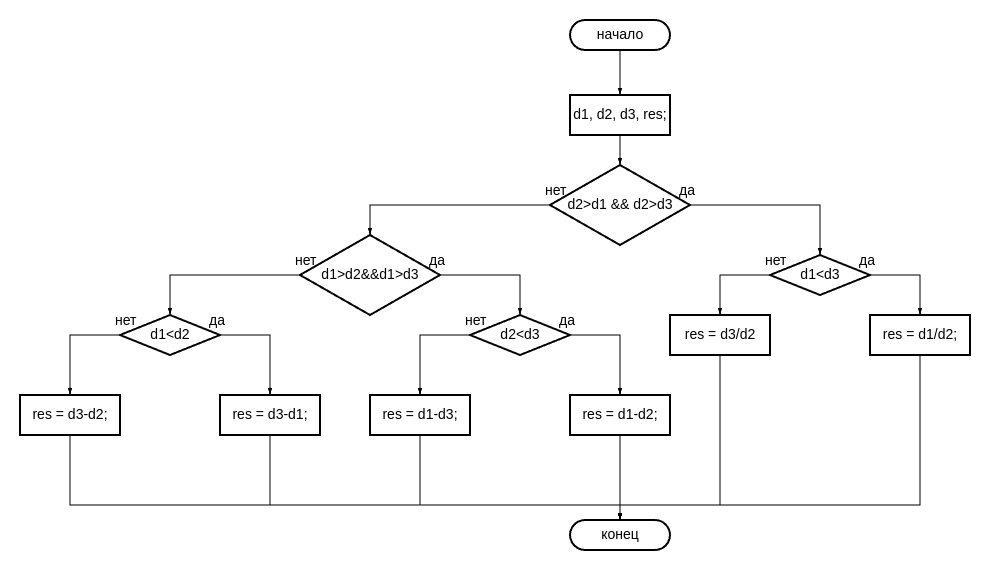 начало
d1, d2, d3, res;
нет
да
d2>d1 && d2>d3
нет
да
d1>d2&&d1>d3
нет
да
d1<d3
нет
да
d1<d2
нет
да
d2<d3
res = d3/d2
res = d1/d2;
res = d3-d2;
res = d3-d1;
res = d1-d3;
res = d1-d2;
конец